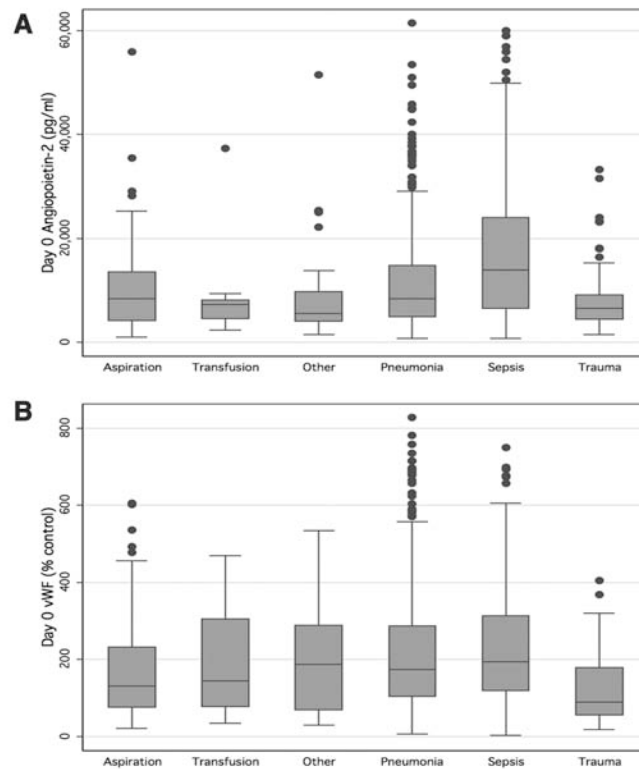 A
Day 0 Angiopoietin-2 (pg/ml)
60,000
40,000
20,000
0
Aspiration Transfusion Other Pneumonia Sepsis Trauma
B
Day 0 vWF (% control)
800
600
400
200
0
Aspiration Transfusion Other Pneumonia Sepsis Trauma